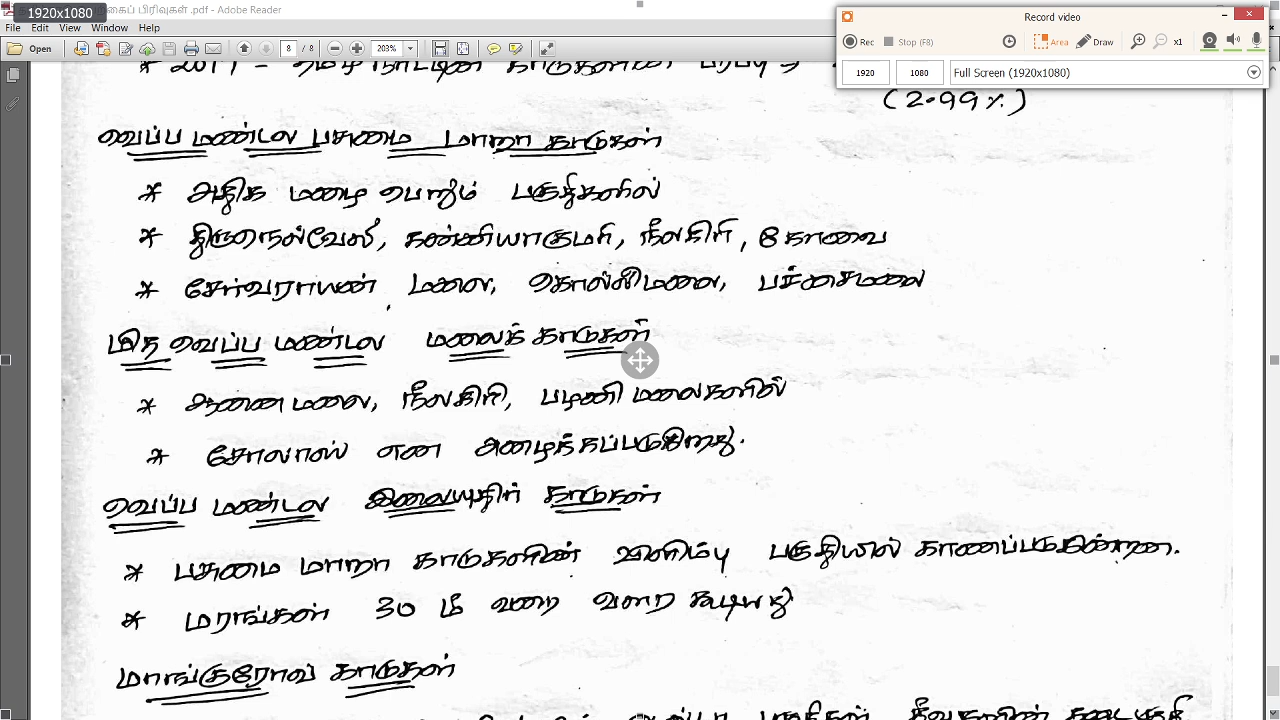 1920x1080
பிரிவுகள் .pdf - Adobe Reader
File Edit View Window Help
Open 8 / 8 203%
Record video
Rec Stop (F8) Area Draw x1
1920 1080 Full Screen (1920x1080)
* 2017 - தமிழ் நாட்டின் காடுகளின்
(2.99%)
வெப்ப மண்டல பசுமை மாறா காடுகள்
* அதிக மழை பெறும் பகுதிகளில்
* திருநெல்வேலி, கன்னியாகுமரி, நீலகிரி, கோவை
* சேர்வராயன் மலை, கொல்லிமலை, பச்சைமலை
மித வெப்ப மண்டல மலைக் காடுகள்
* ஆனை மலை, நீலகிரி, பழனி மலைகளில்
* சோலாஸ் என அழைக்கப்படுகிறது.
வெப்ப மண்டல இலையுதிர் காடுகள்
* பசுமை மாறா காடுகளின் விளிம்பு பகுதியில் காணப்படுகின்றன.
* மரங்கள் 30 மீ வரை வளர கூடியது
மாங்குரோவ் காடுகள்